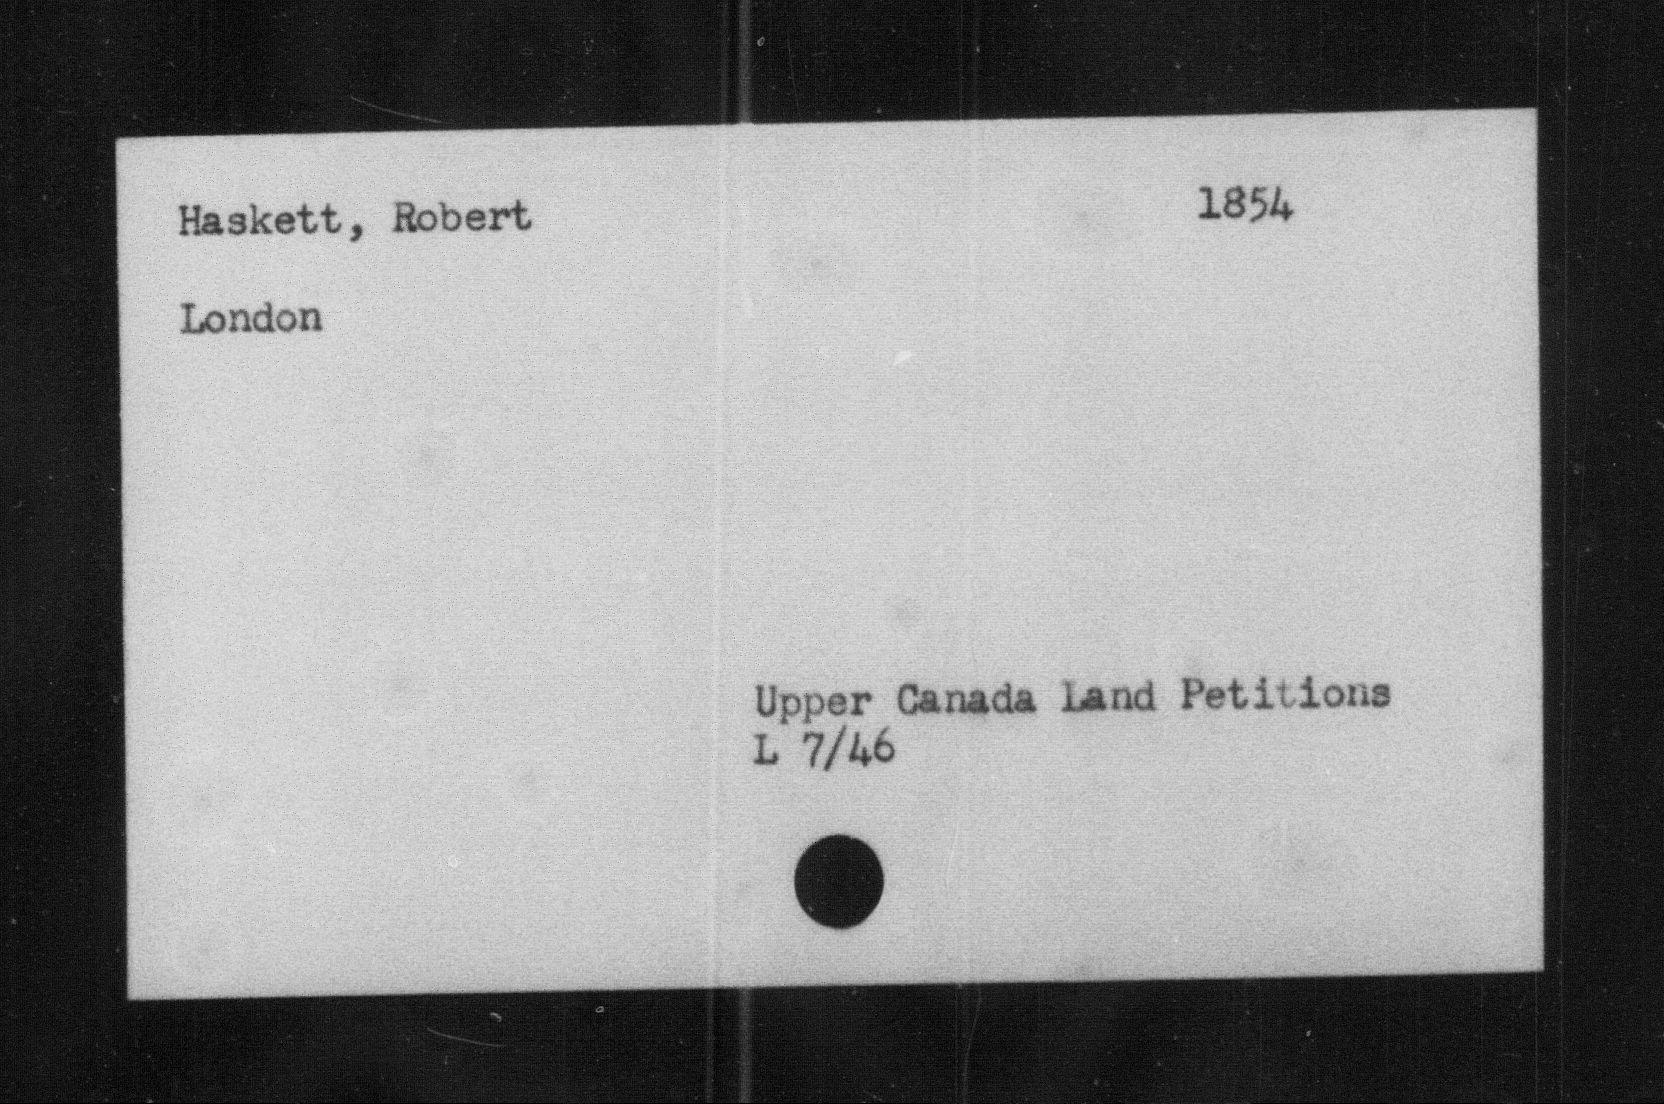 Haskett, Robert 1854
London
Upper Canada Land Petitions
L 7/46